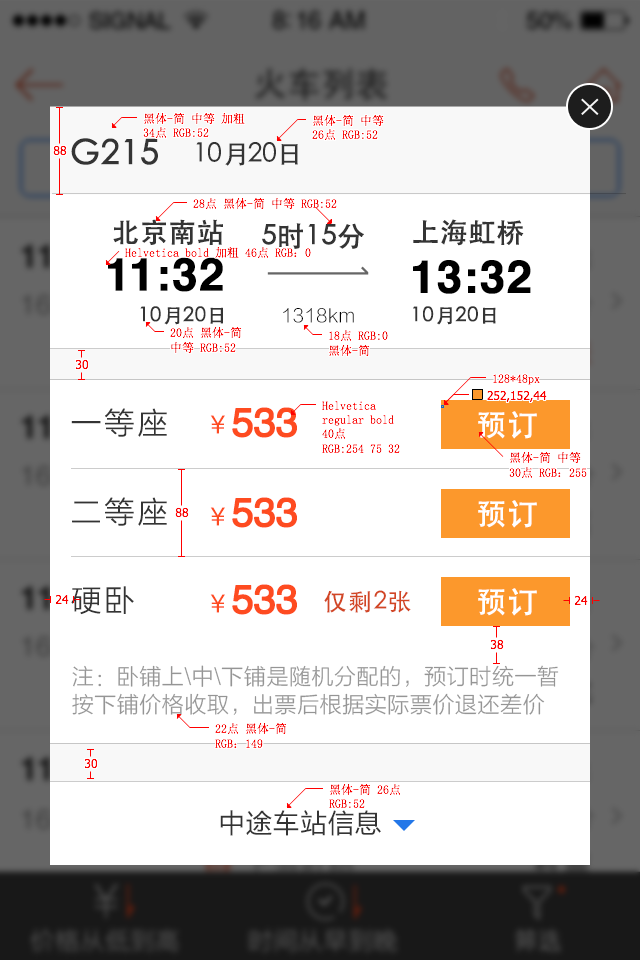 SIGNAL 8:16 AM 50%
火车列表
黑体-简 中等 加粗
34点 RGB:52
黑体-简 中等
26点 RGB:52
88
G215 10月20日
28点 黑体-简 中等 RGB:52
北京南站 5时15分 上海虹桥
Helvetica bold 加粗 46点 RGB: 0
11:32 13:32
10月20日 1318km 10月20日
20点 黑体-简
中等 RGB:52
18点 RGB:0
黑体-简
30
128*48px
252,152,44
一等座 ¥533 预订
Helvetica
regular bold
40点
RGB:254 75 32
黑体-简 中等
30点 RGB: 255
二等座 88 ¥533 预订
24 硬卧 ¥533 仅剩2张 预订 24
38
注：卧铺上\中\下铺是随机分配的，预订时统一暂
按下铺价格收取，出票后根据实际票价退还差价
22点 黑体-简
RGB: 149
30
黑体-简 26点
RGB:52
中途车站信息
价格从低到高 时间从早到晚 筛选